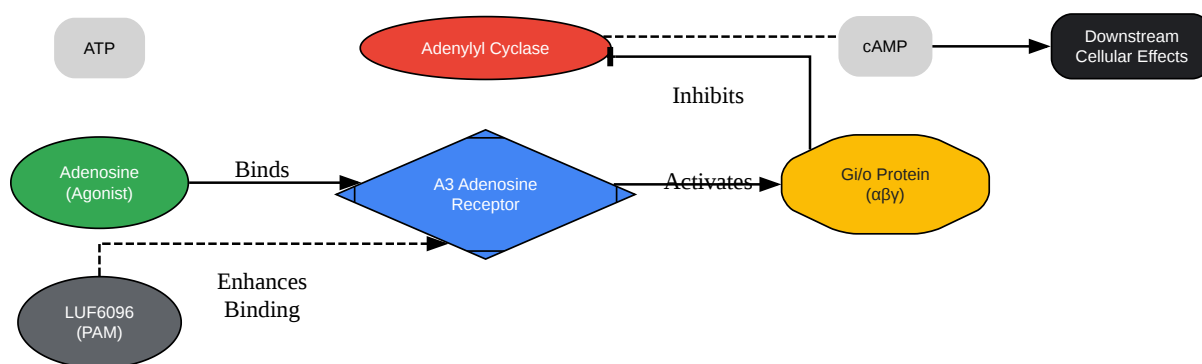 ATP
Adenylyl Cyclase
cAMP
Downstream
Cellular Effects
Inhibits
Adenosine
(Agonist)
Binds
A3 Adenosine
Receptor
Activates
Gi/o Protein
(αβγ)
Enhances
Binding
LUF6096
(PAM)